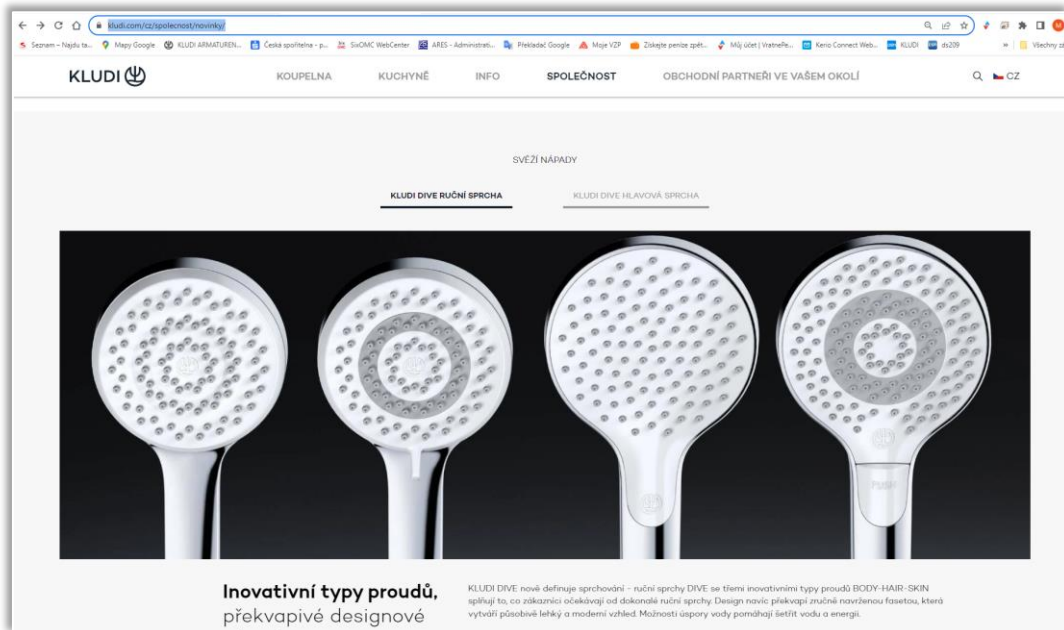 kludi.com/cz/spolecnost/novinky/
Seznam – Najdu ta... Mapy Google KLUDI ARMATUREN... Česká spořitelna - p... SixOMC WebCenter ARES - Administrati... Překladač Google Moje VZP Získejte peníze zpět... Můj účet | VratnePe... Kerio Connect Web... KLUDI ds209 » Všechny zá
KLUDI KOUPELNA KUCHYNĚ INFO SPOLEČNOST OBCHODNÍ PARTNEŘI VE VAŠEM OKOLÍ CZ
SVĚŽÍ NÁPADY
KLUDI DIVE RUČNÍ SPRCHA KLUDI DIVE HLAVOVÁ SPRCHA
PUSH
Inovativní typy proudů,
překvapivé designové
KLUDI DIVE nově definuje sprchování – ruční sprchy DIVE se třemi inovativními typy proudů BODY-HAIR-SKIN
splňují to, co zákazníci očekávají od dokonalé ruční sprchy. Design navíc překvapí zručně navrženou fasetou, která
vytváří působivě lehký a moderní vzhled. Možnosti úspory vody pomáhají šetřit vodu a energii.